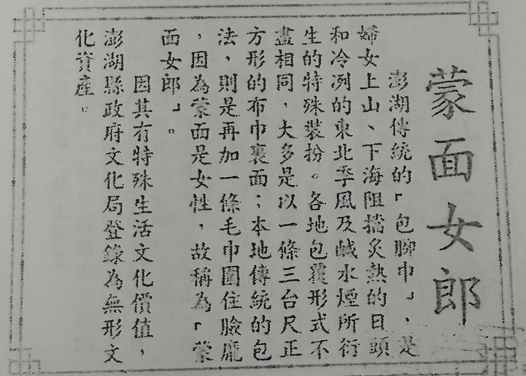 蒙面女郎
澎湖傳統的「包腳巾」,是
婦女上山、下海阻擋炙熱的日頭
和冷冽的東北季風及鹹水煙所衍
生的特殊裝扮。各地包覆形式不
盡相同,大多是以一條三台尺正
方形的布巾裹面;本地傳統的包
法,則是再加一條毛巾圍住臉龐
,因為蒙面是女性,故稱為「蒙
面女郎」。
因其有特殊生活文化價值,
澎湖縣政府文化局登錄為無形文
化資產。